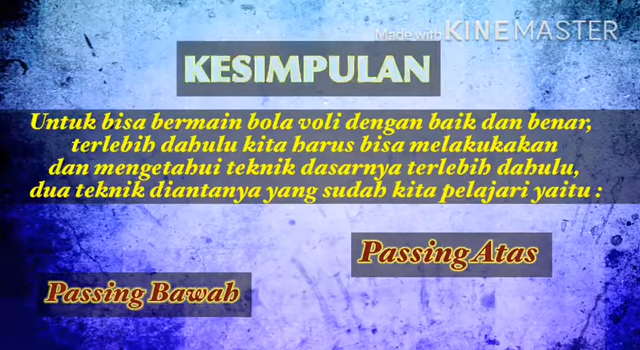 Made with KINEMASTER
KESIMPULAN
Untuk bisa bermain bola voli dengan baik dan benar,
terlebih dahulu kita harus bisa melakukakan
dan mengetahui teknik dasarnya terlebih dahulu,
dua teknik diantanya yang sudah kita pelajari yaitu :
Passing Atas
Passing Bawah